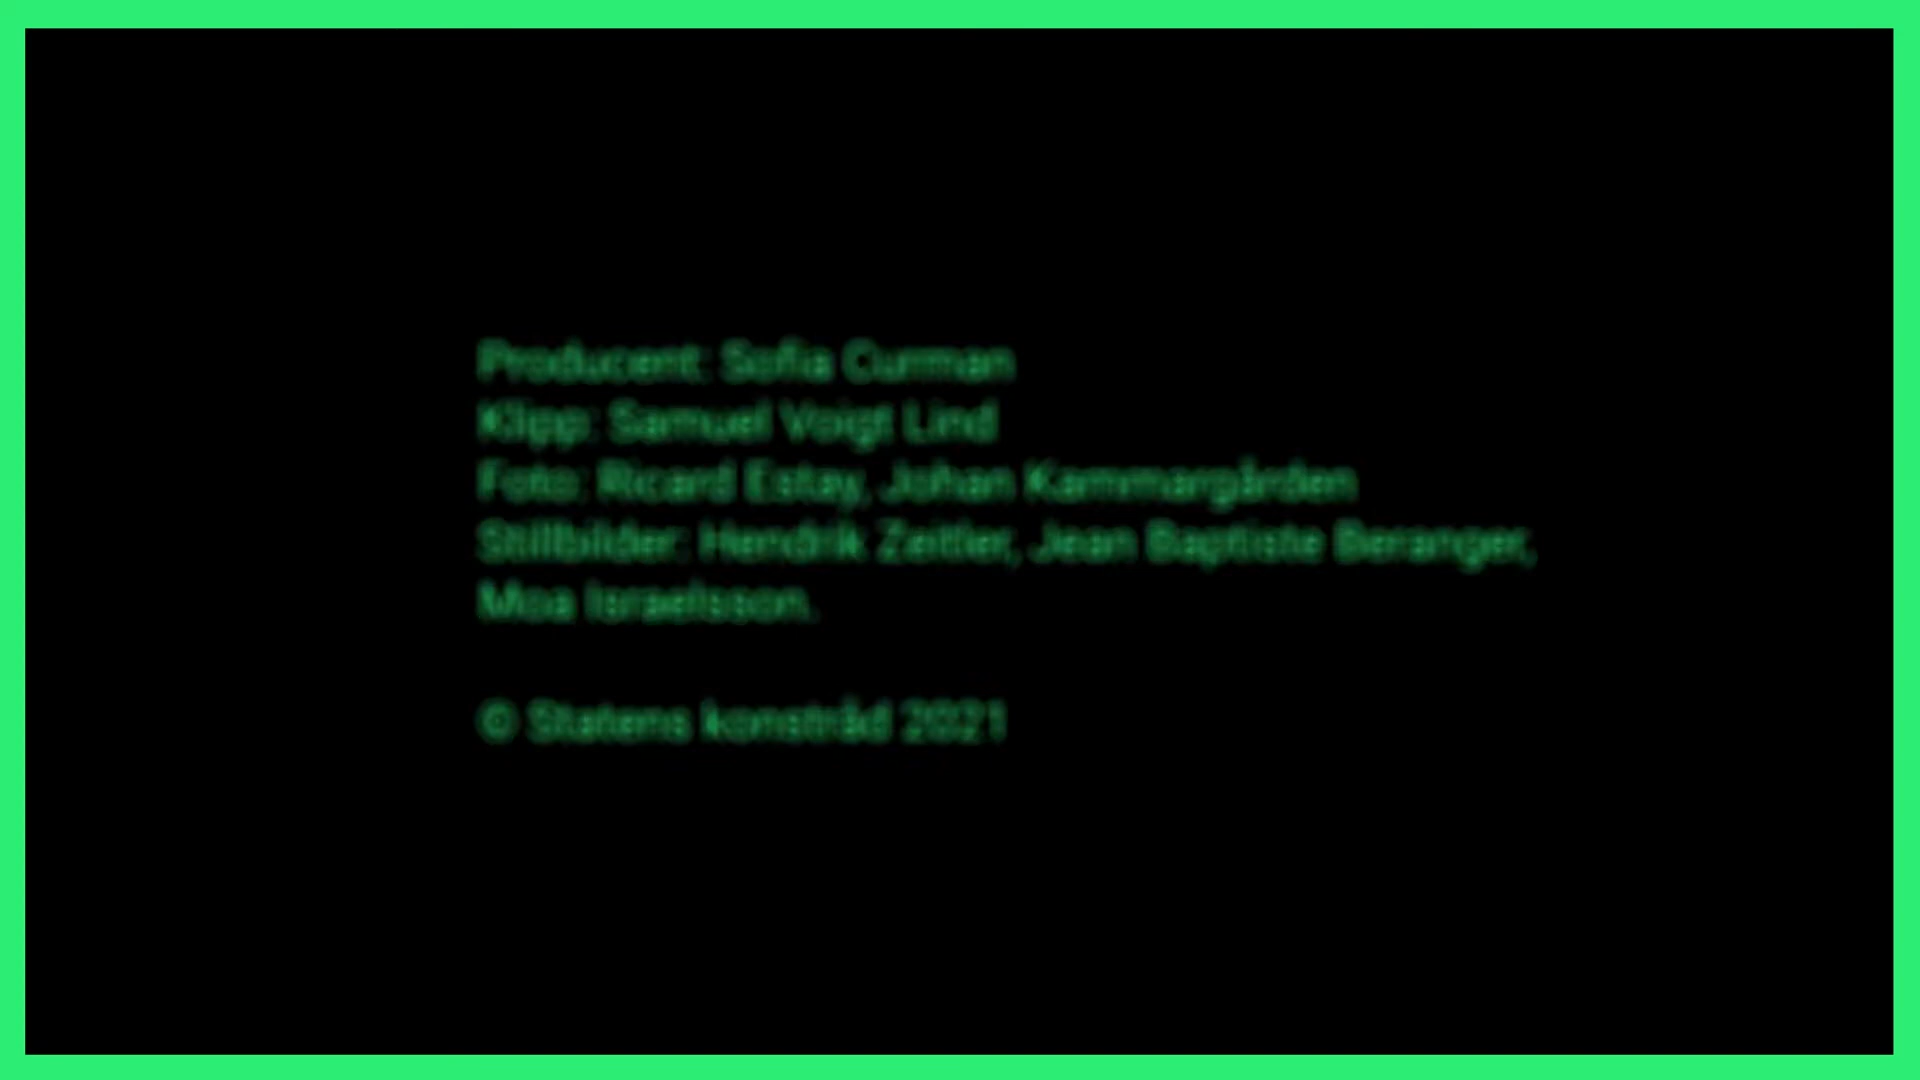 Producent: Sofia Curman
Klipp: Samuel Voigt Lind
Foto: Ricard Estay, Johan Kammargården
Stillbilder: Hendrik Zeitler, Jean Baptiste Beranger,
Moa Israelsson.
© Statens konstråd 2021